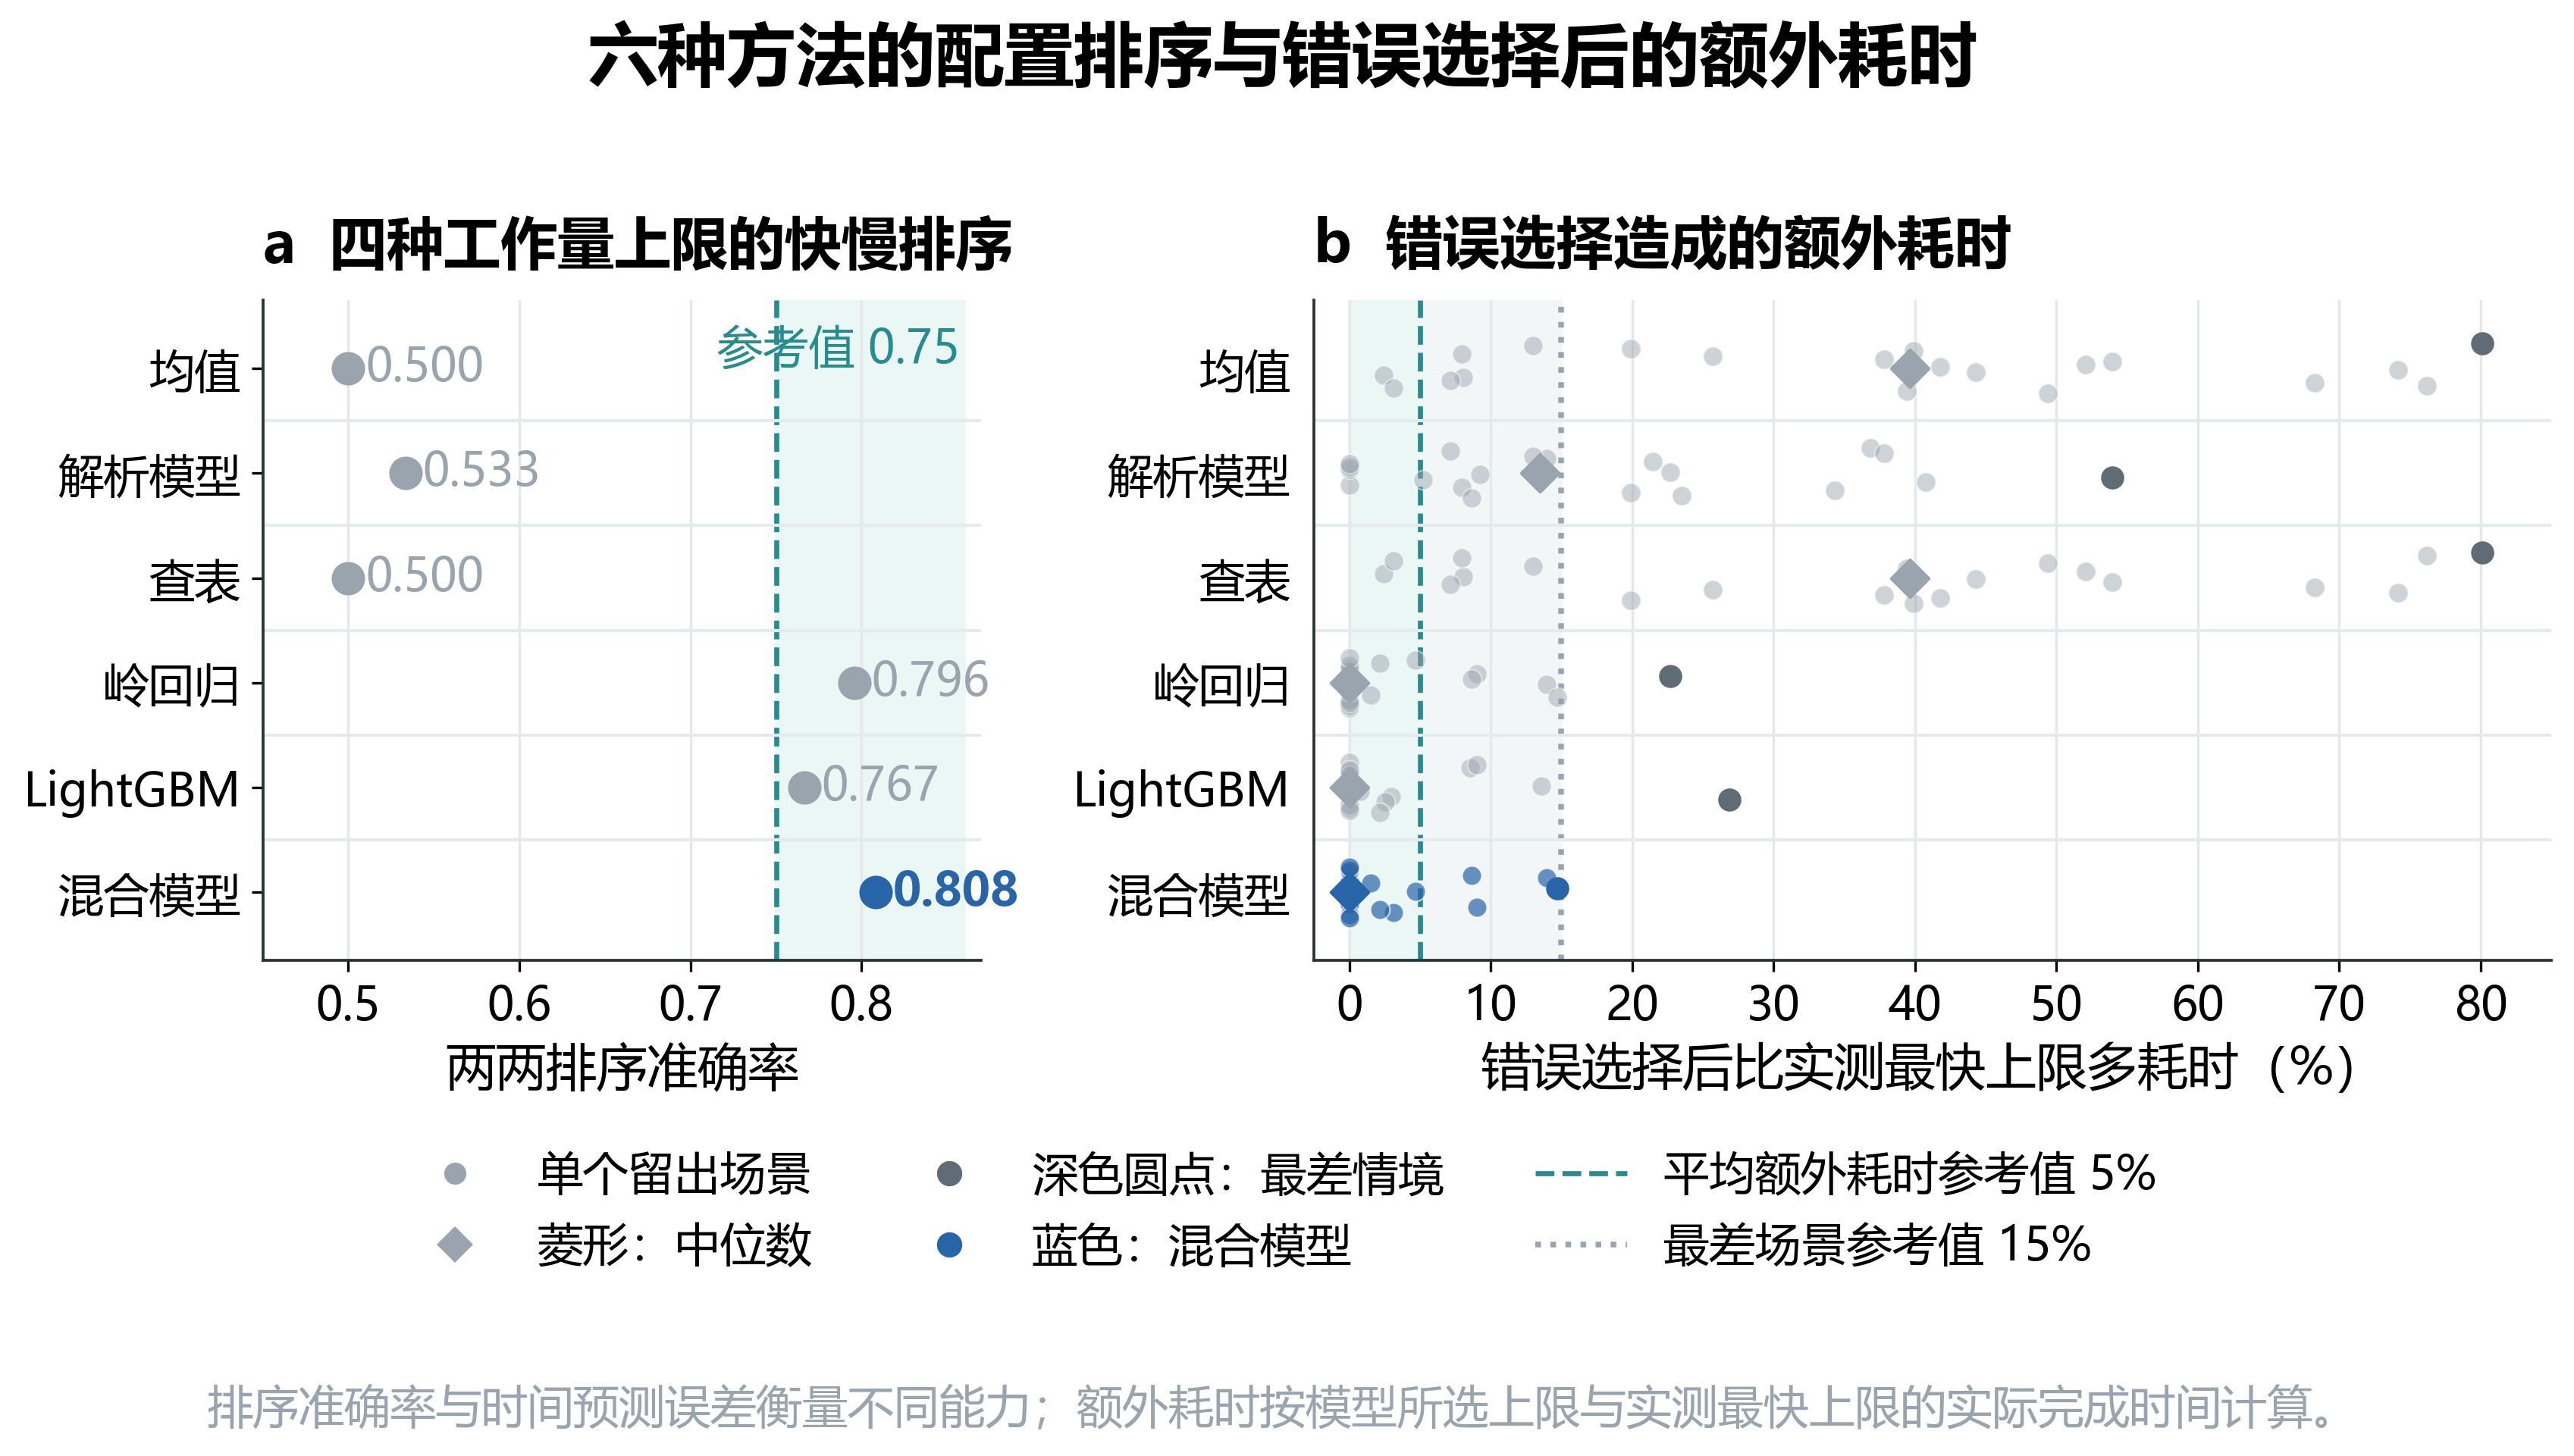 六种方法的配置排序与错误选择后的额外耗时
a 四种工作量上限的快慢排序
参考值 0.75
均值
0.500
解析模型
0.533
查表
0.500
岭回归
0.796
LightGBM
0.767
混合模型
0.808
0.5 0.6 0.7 0.8
两两排序准确率
b 错误选择造成的额外耗时
均值
解析模型
查表
岭回归
LightGBM
混合模型
0 10 20 30 40 50 60 70 80
错误选择后比实测最快上限多耗时（%）
单个留出场景
深色圆点：最差情境
平均额外耗时参考值 5%
菱形：中位数
蓝色：混合模型
最差场景参考值 15%
排序准确率与时间预测误差衡量不同能力；额外耗时按模型所选上限与实测最快上限的实际完成时间计算。